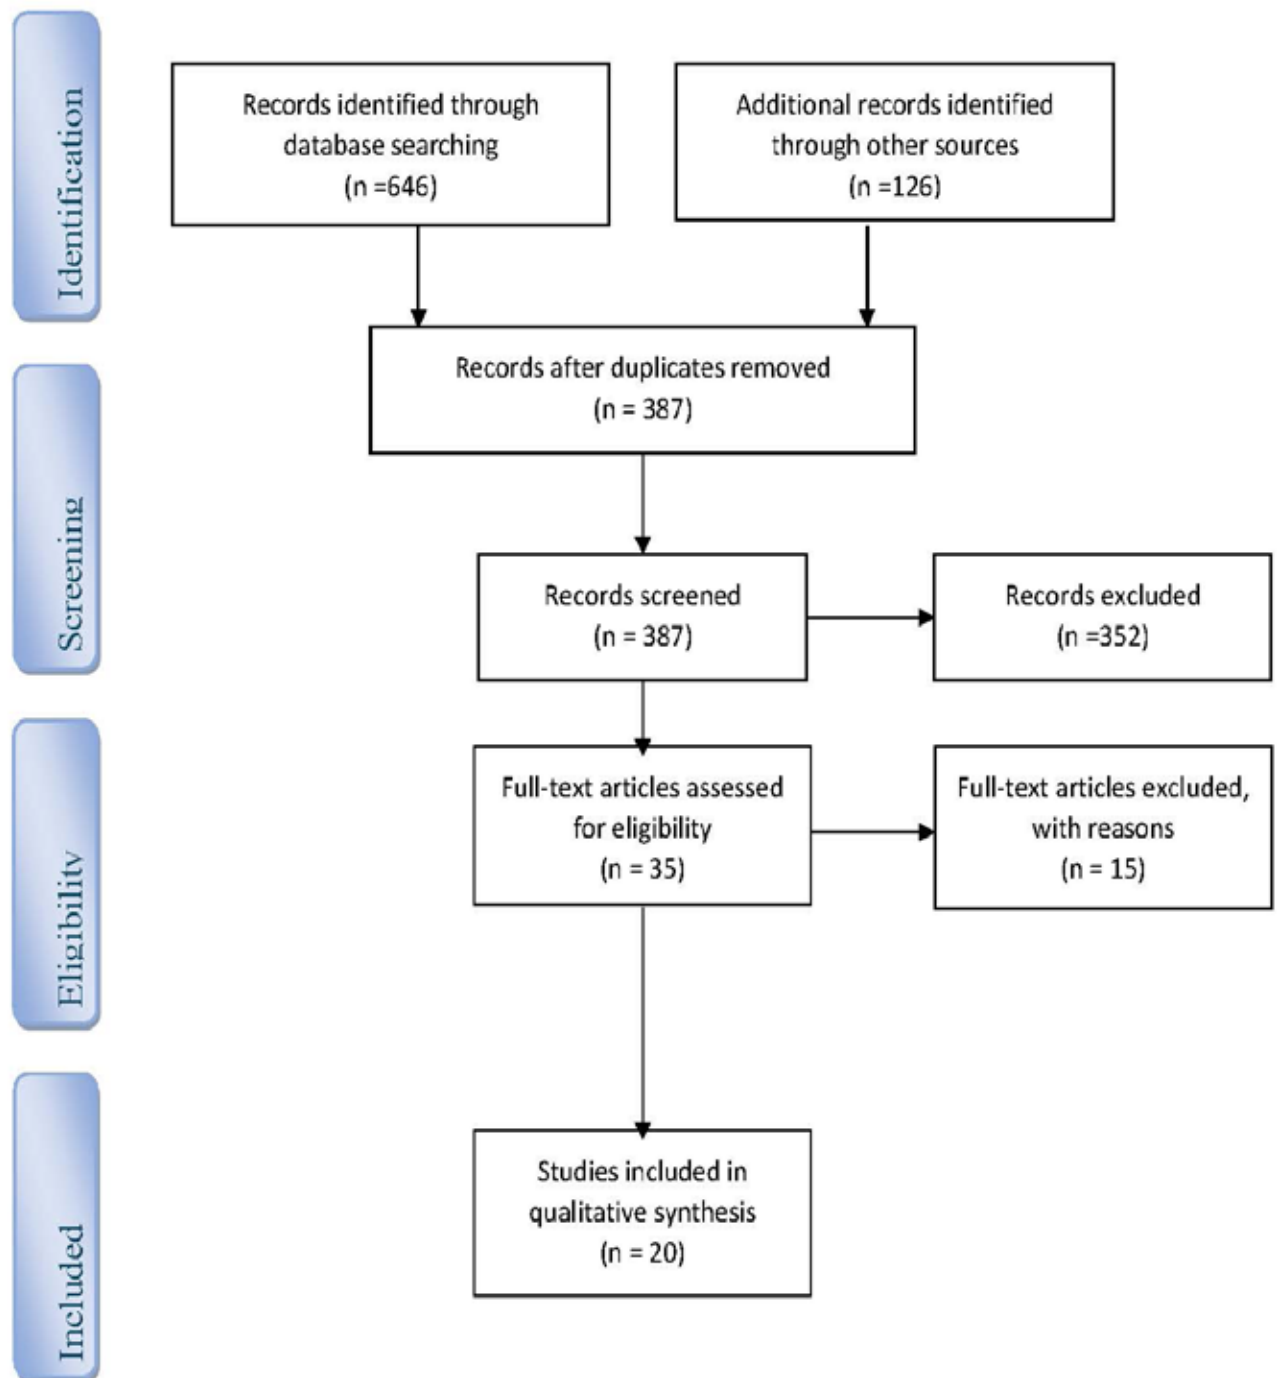 Identification
Records identified through
database searching
(n =646)
Additional records identified
through other sources
(n =126)
Records after duplicates removed
(n = 387)
Screening
Records screened
(n = 387)
Records excluded
(n =352)
Eligibility
Full-text articles assessed
for eligibility
(n = 35)
Full-text articles excluded,
with reasons
(n = 15)
Included
Studies included in
qualitative synthesis
(n = 20)